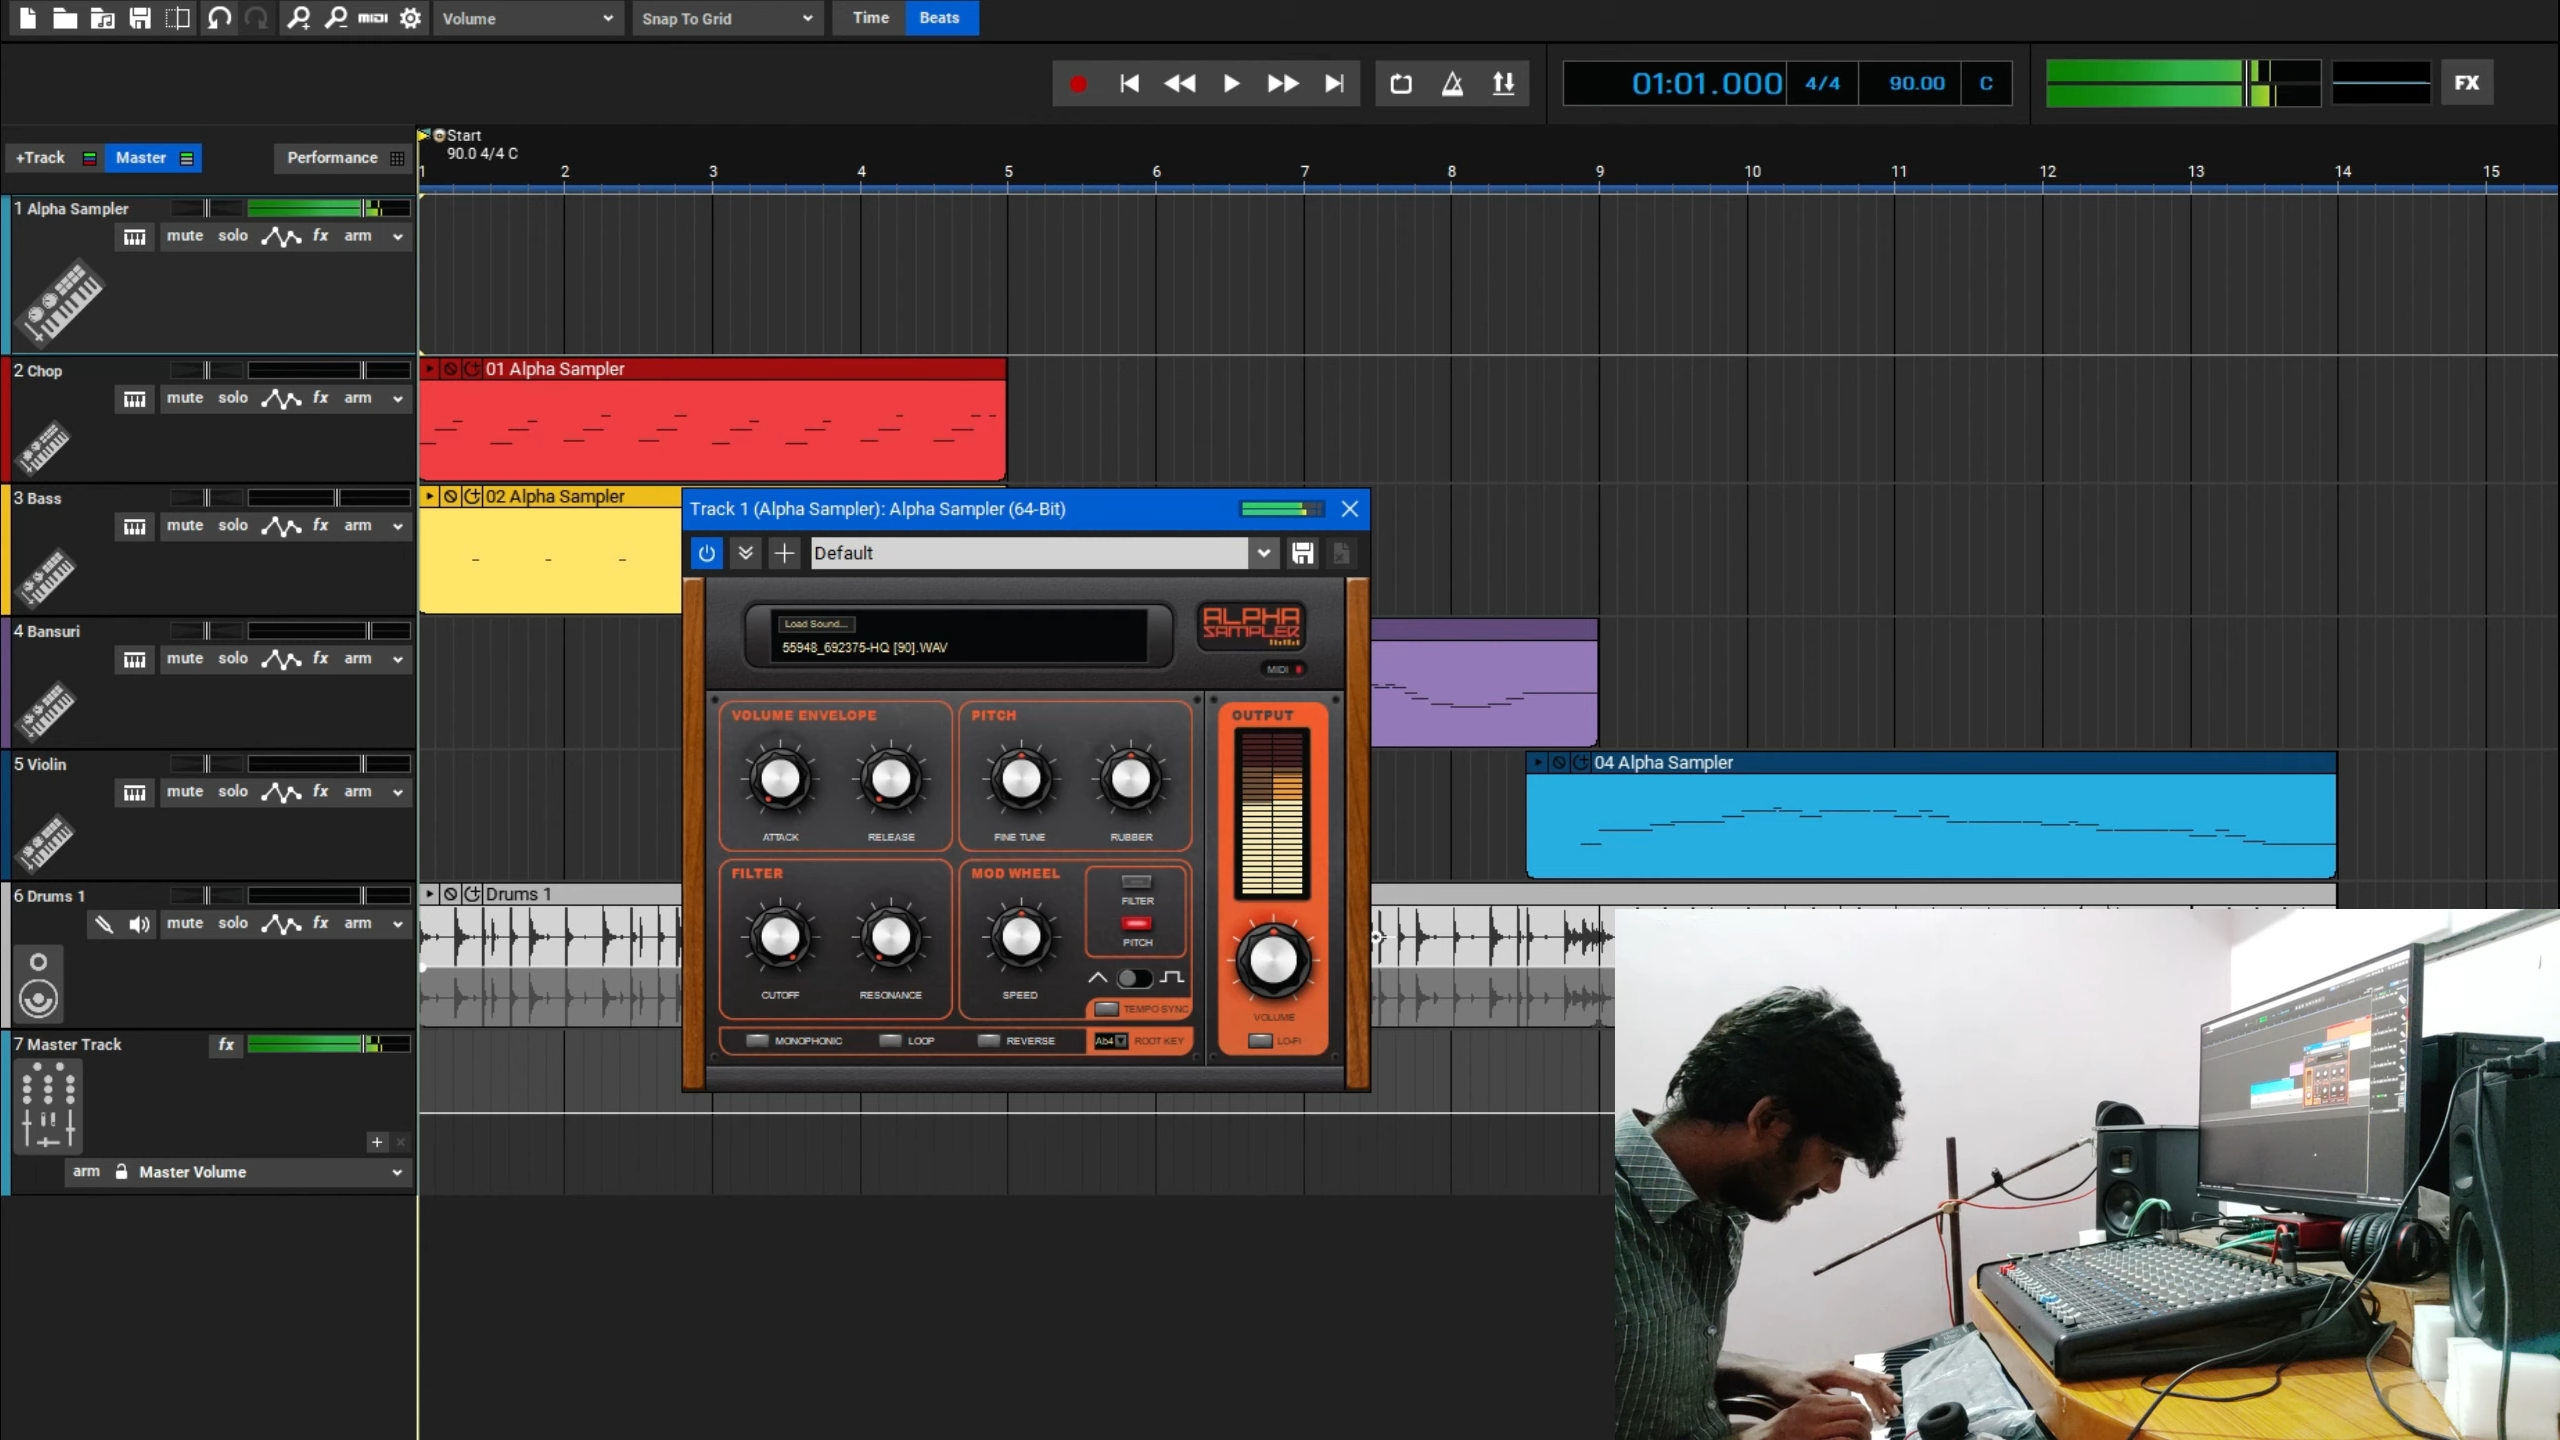 midi
Volume
Snap To Grid
Time
Beats
01:01.000
4/4
90.00
C
FX
+Track
Master
Performance
Start
90.0 4/4 C
1 2 3 4 5 6 7 8 9 10 11 12 13 14 15
1 Alpha Sampler
mute solo fx arm
2 Chop
mute solo fx arm
01 Alpha Sampler
3 Bass
mute solo fx arm
02 Alpha Sampler
4 Bansuri
mute solo fx arm
5 Violin
mute solo fx arm
04 Alpha Sampler
6 Drums 1
mute solo fx arm
Drums 1
7 Master Track
fx
arm Master Volume
Track 1 (Alpha Sampler): Alpha Sampler (64-Bit)
Default
Load Sound...
55948_692375-HQ [90].WAV
ALPHA
SAMPLER
MIDI
VOLUME ENVELOPE
ATTACK
RELEASE
PITCH
FINE TUNE
RUBBER
OUTPUT
FILTER
CUTOFF
RESONANCE
MOD WHEEL
SPEED
FILTER
PITCH
TEMPO SYNC
VOLUME
MONOPHONIC
LOOP
REVERSE
Ab4
ROOT KEY
LO-FI